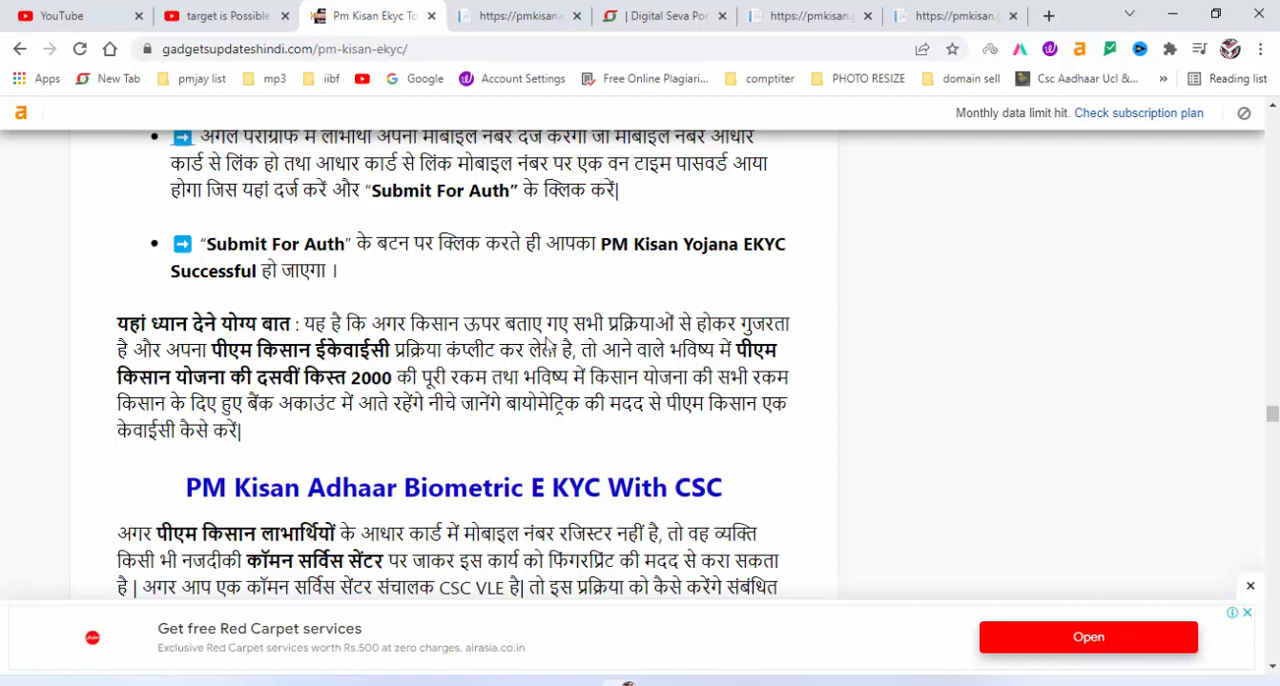 YouTube
target is Possible
Pm Kisan Ekyc To
https://pmkisan.
| Digital Seva Por
https://pmkisan.g
https://pmkisan.g
gadgetsupdateshindi.com/pm-kisan-ekyc/
Apps
New Tab
pmjay list
mp3
iibf
Google
Account Settings
Free Online Plagiari...
comptiter
PHOTO RESIZE
domain sell
Csc Aadhaar Ucl &...
»
Reading list
a
Monthly data limit hit. Check subscription plan
अगले पैराग्राफ में लाभार्थी अपना मोबाइल नंबर दर्ज करेगा जो मोबाइल नंबर आधार
कार्ड से लिंक हो तथा आधार कार्ड से लिंक मोबाइल नंबर पर एक वन टाइम पासवर्ड आया
होगा जिस यहां दर्ज करें और “Submit For Auth” के क्लिक करें|
“Submit For Auth” के बटन पर क्लिक करते ही आपका PM Kisan Yojana EKYC
Successful हो जाएगा ।
यहां ध्यान देने योग्य बात : यह है कि अगर किसान ऊपर बताए गए सभी प्रक्रियाओं से होकर गुजरता
है और अपना पीएम किसान ईकेवाईसी प्रक्रिया कंप्लीट कर लेता है, तो आने वाले भविष्य में पीएम
किसान योजना की दसवीं किस्त 2000 की पूरी रकम तथा भविष्य में किसान योजना की सभी रकम
किसान के दिए हुए बैंक अकाउंट में आते रहेंगे नीचे जानेंगे बायोमेट्रिक की मदद से पीएम किसान एक
केवाईसी कैसे करें|
PM Kisan Adhaar Biometric E KYC With CSC
अगर पीएम किसान लाभार्थियों के आधार कार्ड में मोबाइल नंबर रजिस्टर नहीं है, तो वह व्यक्ति
किसी भी नजदीकी कॉमन सर्विस सेंटर पर जाकर इस कार्य को फिंगरप्रिंट की मदद से करा सकता
है | अगर आप एक कॉमन सर्विस सेंटर संचालक CSC VLE है| तो इस प्रक्रिया को कैसे करेंगे संबंधित
Get free Red Carpet services
Exclusive Red Carpet services worth Rs.500 at zero charges. airasia.co.in
Open